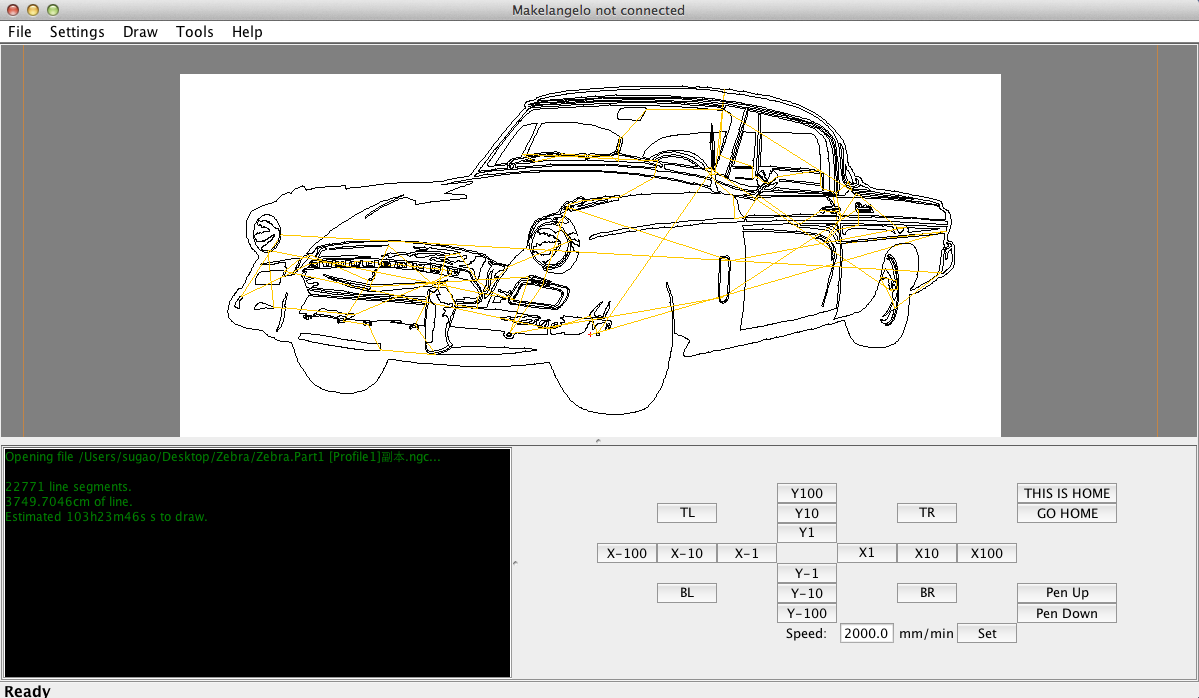 Makelangelo not connected
File Settings Draw Tools Help
Opening file /Users/sugao/Desktop/Zebra/Zebra.Part1 [Profile1]副本.ngc...
22771 line segments.
3749.7046cm of line.
Estimated 103h23m46s s to draw.
Y100
THIS IS HOME
TL
Y10
TR
GO HOME
Y1
X-100
X-10
X-1
X1
X10
X100
Y-1
BL
Y-10
BR
Pen Up
Y-100
Pen Down
Speed: 2000.0 mm/min Set
Ready